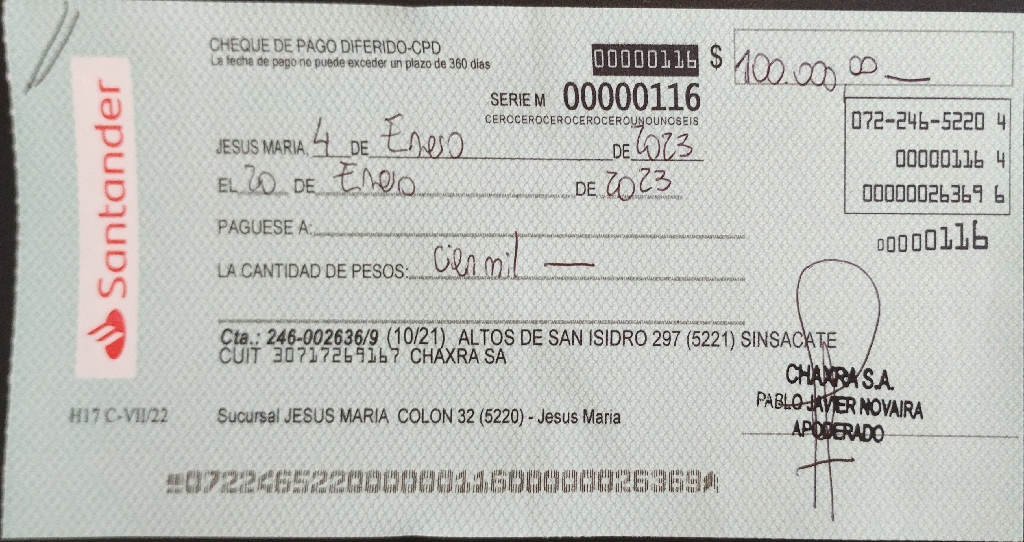 Santander
CHEQUE DE PAGO DIFERIDO-CPD
La fecha de pago no puede exceder un plazo de 360 días
00000116 $ 100.000 00
SERIE M 00000116
CEROCEROCEROCEROCEROUNOUNOSEIS
072-246-5220 4
00000116 4
00000026369 6
00000116
JESUS MARIA, 4 DE Enero DE 2023
EL 20 DE Enero DE 2023
PAGUESE A:
LA CANTIDAD DE PESOS: Cien mil —
Cta.: 246-002636/9 (10/21) ALTOS DE SAN ISIDRO 297 (5221) SINSACATE
CUIT 30717269167 CHAXRA SA
CHAXRA S.A.
PABLO JAVIER NOVAIRA
APODERADO
H17 C-VII/22
Sucursal JESUS MARIA COLON 32 (5220) - Jesus Maria
07224652200000011600000026369